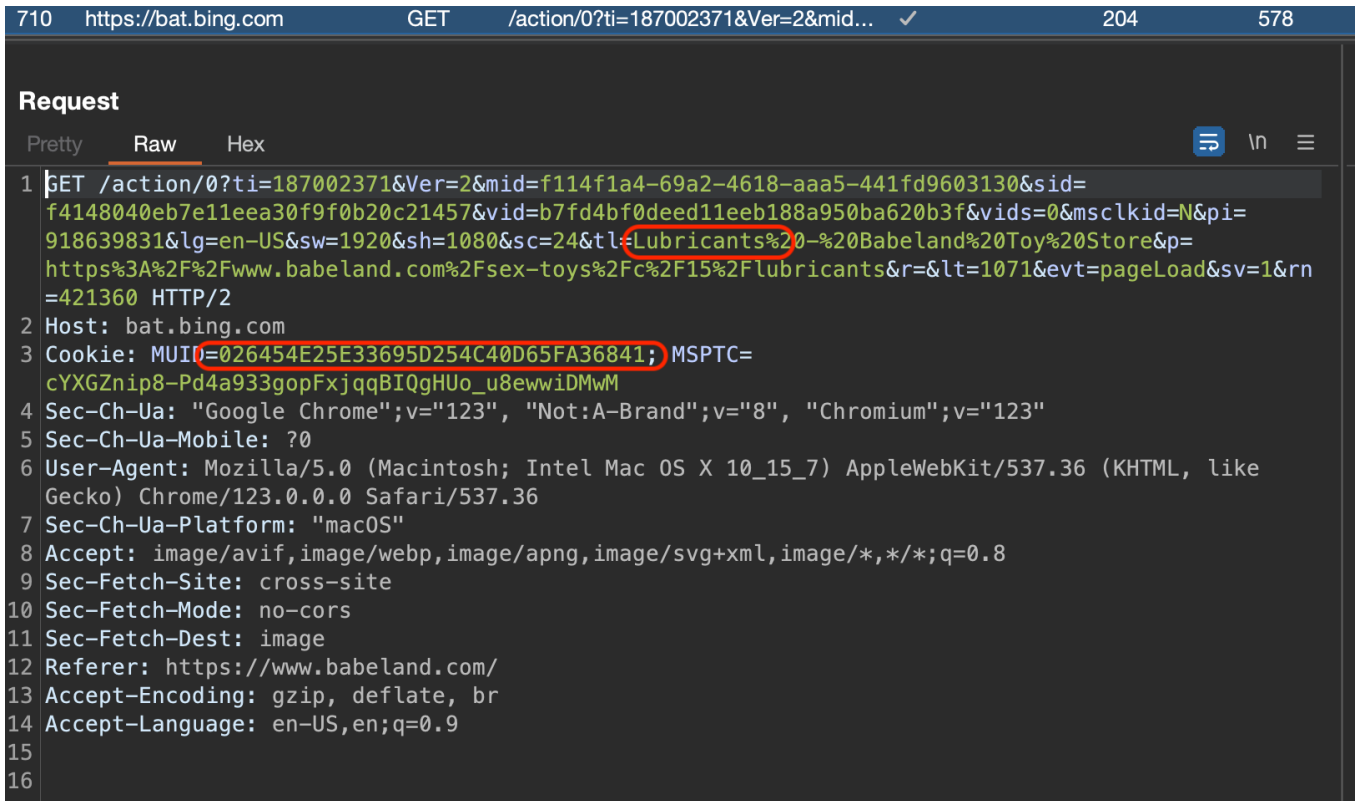 710 https://bat.bing.com GET /action/0?ti=187002371&Ver=2&mid... ✓ 204 578
Request
Pretty Raw Hex \n
1 GET /action/0?ti=187002371&Ver=2&mid=f114f1a4-69a2-4618-aaa5-441fd9603130&sid=
f4148040eb7e11eea30f9f0b20c21457&vid=b7fd4bf0deed11eeb188a950ba620b3f&vids=0&msclkid=N&pi=
918639831&lg=en-US&sw=1920&sh=1080&sc=24&tl=Lubricants%20-%20Babeland%20Toy%20Store&p=
https%3A%2F%2Fwww.babeland.com%2Fsex-toys%2Fc%2F15%2Flubricants&r=&lt=1071&evt=pageLoad&sv=1&rn
=421360 HTTP/2
2 Host: bat.bing.com
3 Cookie: MUID=026454E25E33695D254C40D65FA36841; MSPTC=
cYXGZnip8-Pd4a933gopFxjqqBIQgHUo_u8ewwiDMwM
4 Sec-Ch-Ua: "Google Chrome";v="123", "Not:A-Brand";v="8", "Chromium";v="123"
5 Sec-Ch-Ua-Mobile: ?0
6 User-Agent: Mozilla/5.0 (Macintosh; Intel Mac OS X 10_15_7) AppleWebKit/537.36 (KHTML, like
Gecko) Chrome/123.0.0.0 Safari/537.36
7 Sec-Ch-Ua-Platform: "macOS"
8 Accept: image/avif,image/webp,image/apng,image/svg+xml,image/*,*/*;q=0.8
9 Sec-Fetch-Site: cross-site
10 Sec-Fetch-Mode: no-cors
11 Sec-Fetch-Dest: image
12 Referer: https://www.babeland.com/
13 Accept-Encoding: gzip, deflate, br
14 Accept-Language: en-US,en;q=0.9
15
16